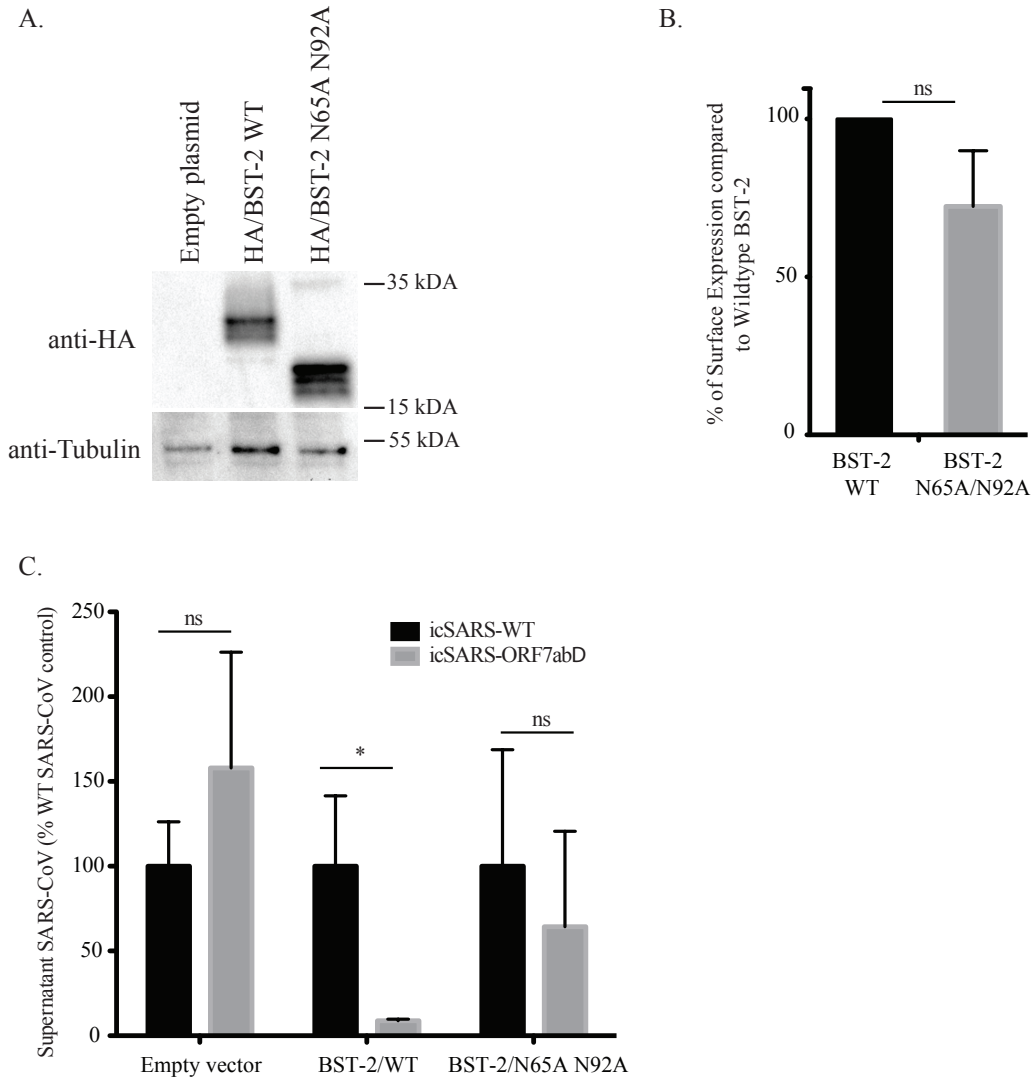 A.
Empty plasmid
HA/BST-2 WT
HA/BST-2 N65A N92A
anti-HA
35 kDA
15 kDA
anti-Tubulin
55 kDA
B.
% of Surface Expression compared
to Wildtype BST-2
100
50
0
ns
BST-2
WT
BST-2
N65A/N92A
C.
Supernatant SARS-CoV (% WT SARS-CoV control)
250
200
150
100
50
0
ns
*
ns
icSARS-WT
icSARS-ORF7abD
Empty vector
BST-2/WT
BST-2/N65A N92A